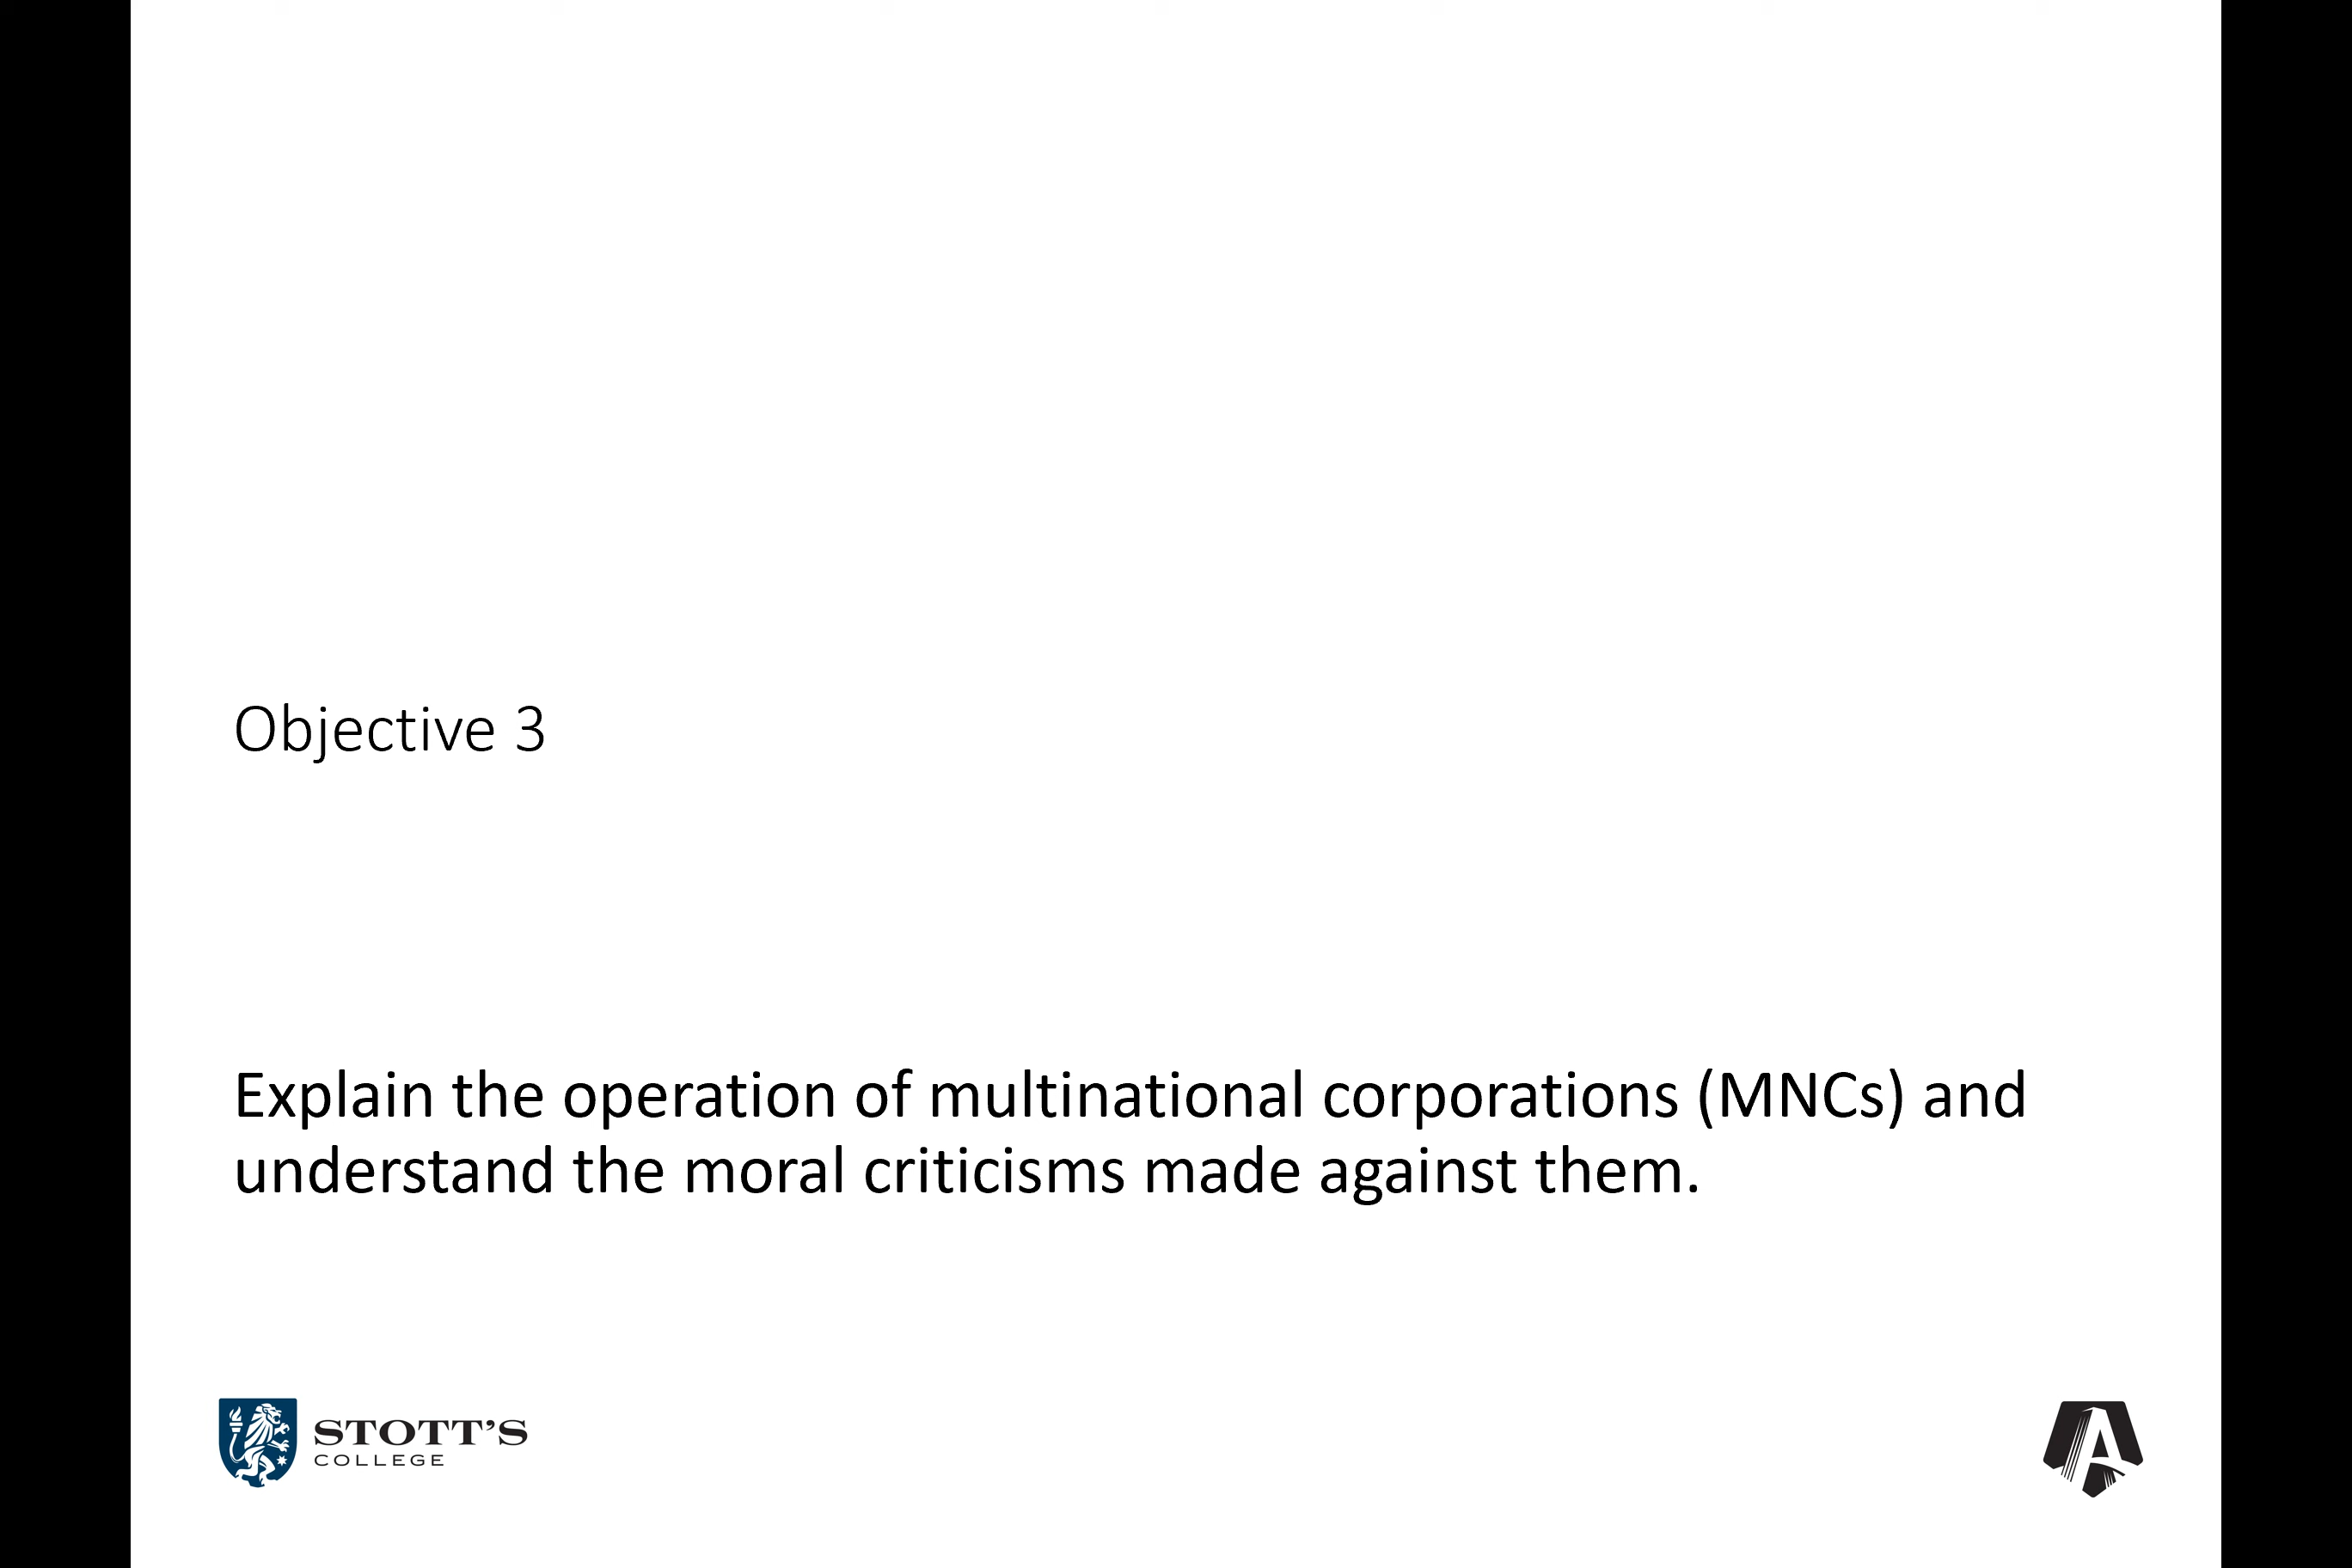 Objective 3
Explain the operation of multinational corporations (MNCs) and
understand the moral criticisms made against them.
STOTT'S
COLLEGE
A